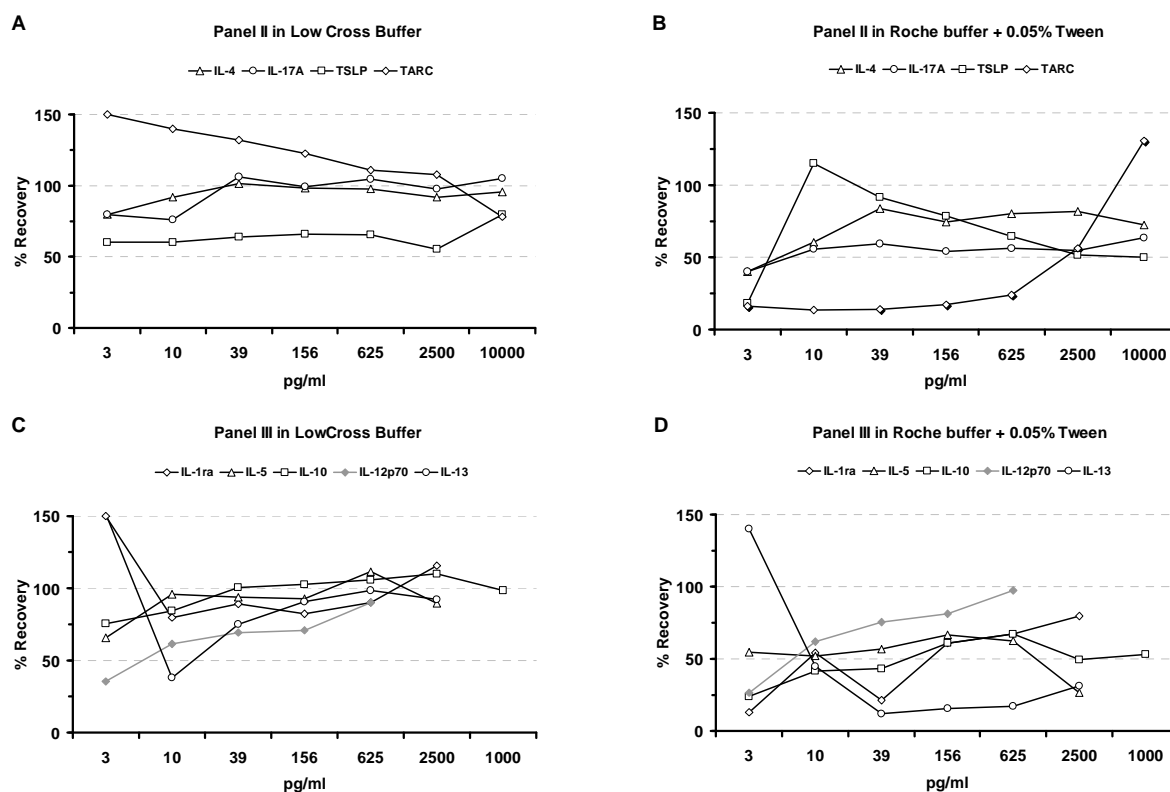 A
Panel II in Low Cross Buffer
IL-4 IL-17A TSLP TARC
% Recovery
150
100
50
0
3 10 39 156 625 2500 10000
pg/ml
B
Panel II in Roche buffer + 0.05% Tween
IL-4 IL-17A TSLP TARC
% Recovery
150
100
50
0
3 10 39 156 625 2500 10000
pg/ml
C
Panel III in LowCross Buffer
IL-1ra IL-5 IL-10 IL-12p70 IL-13
% Recovery
150
100
50
0
3 10 39 156 625 2500 1000
pg/ml
D
Panel III in Roche buffer + 0.05% Tween
IL-1ra IL-5 IL-10 IL-12p70 IL-13
% Recovery
150
100
50
0
3 10 39 156 625 2500 1000
pg/ml